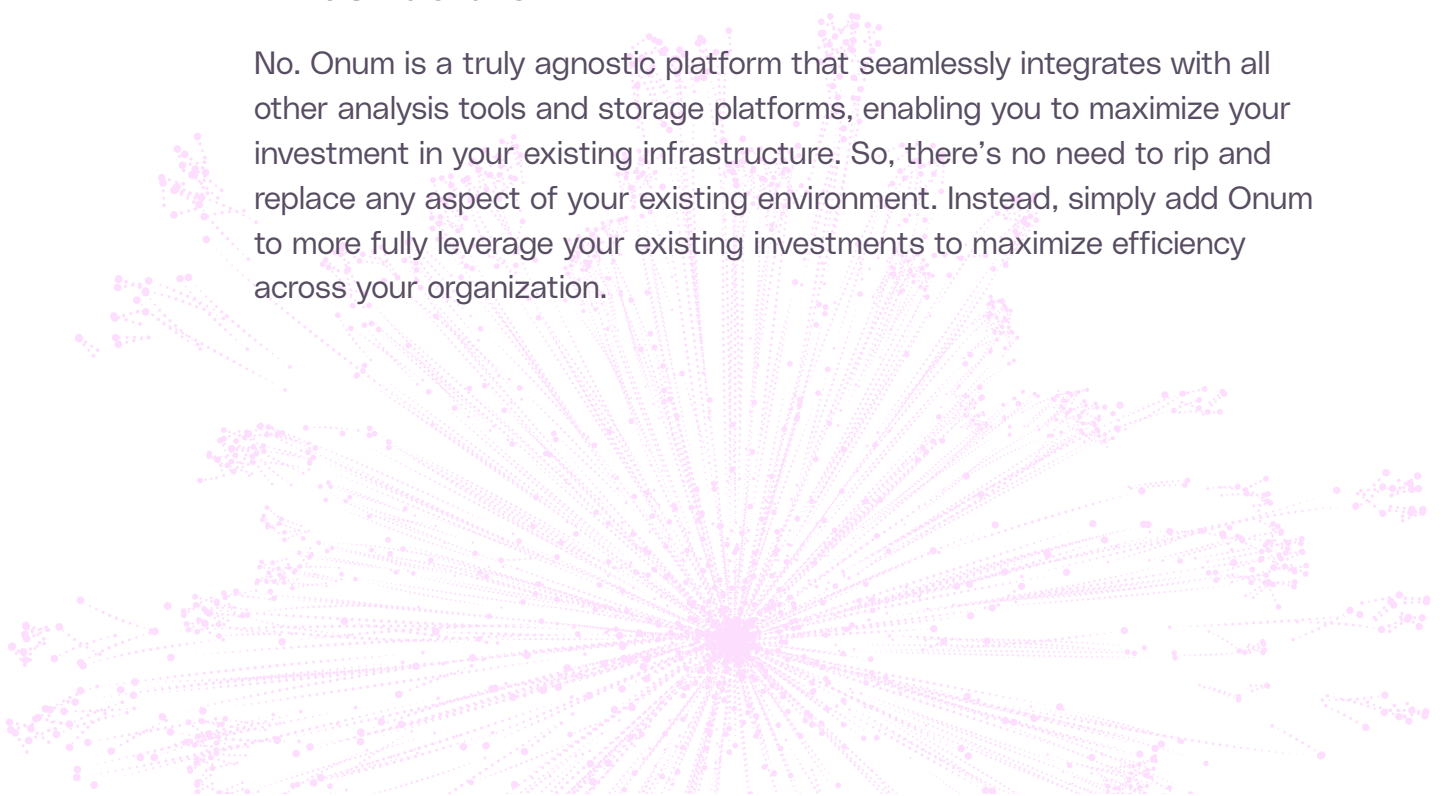 No. Onum is a truly agnostic platform that seamlessly integrates with all
other analysis tools and storage platforms, enabling you to maximize your
investment in your existing infrastructure. So, there’s no need to rip and
replace any aspect of your existing environment. Instead, simply add Onum
to more fully leverage your existing investments to maximize efficiency
across your organization.